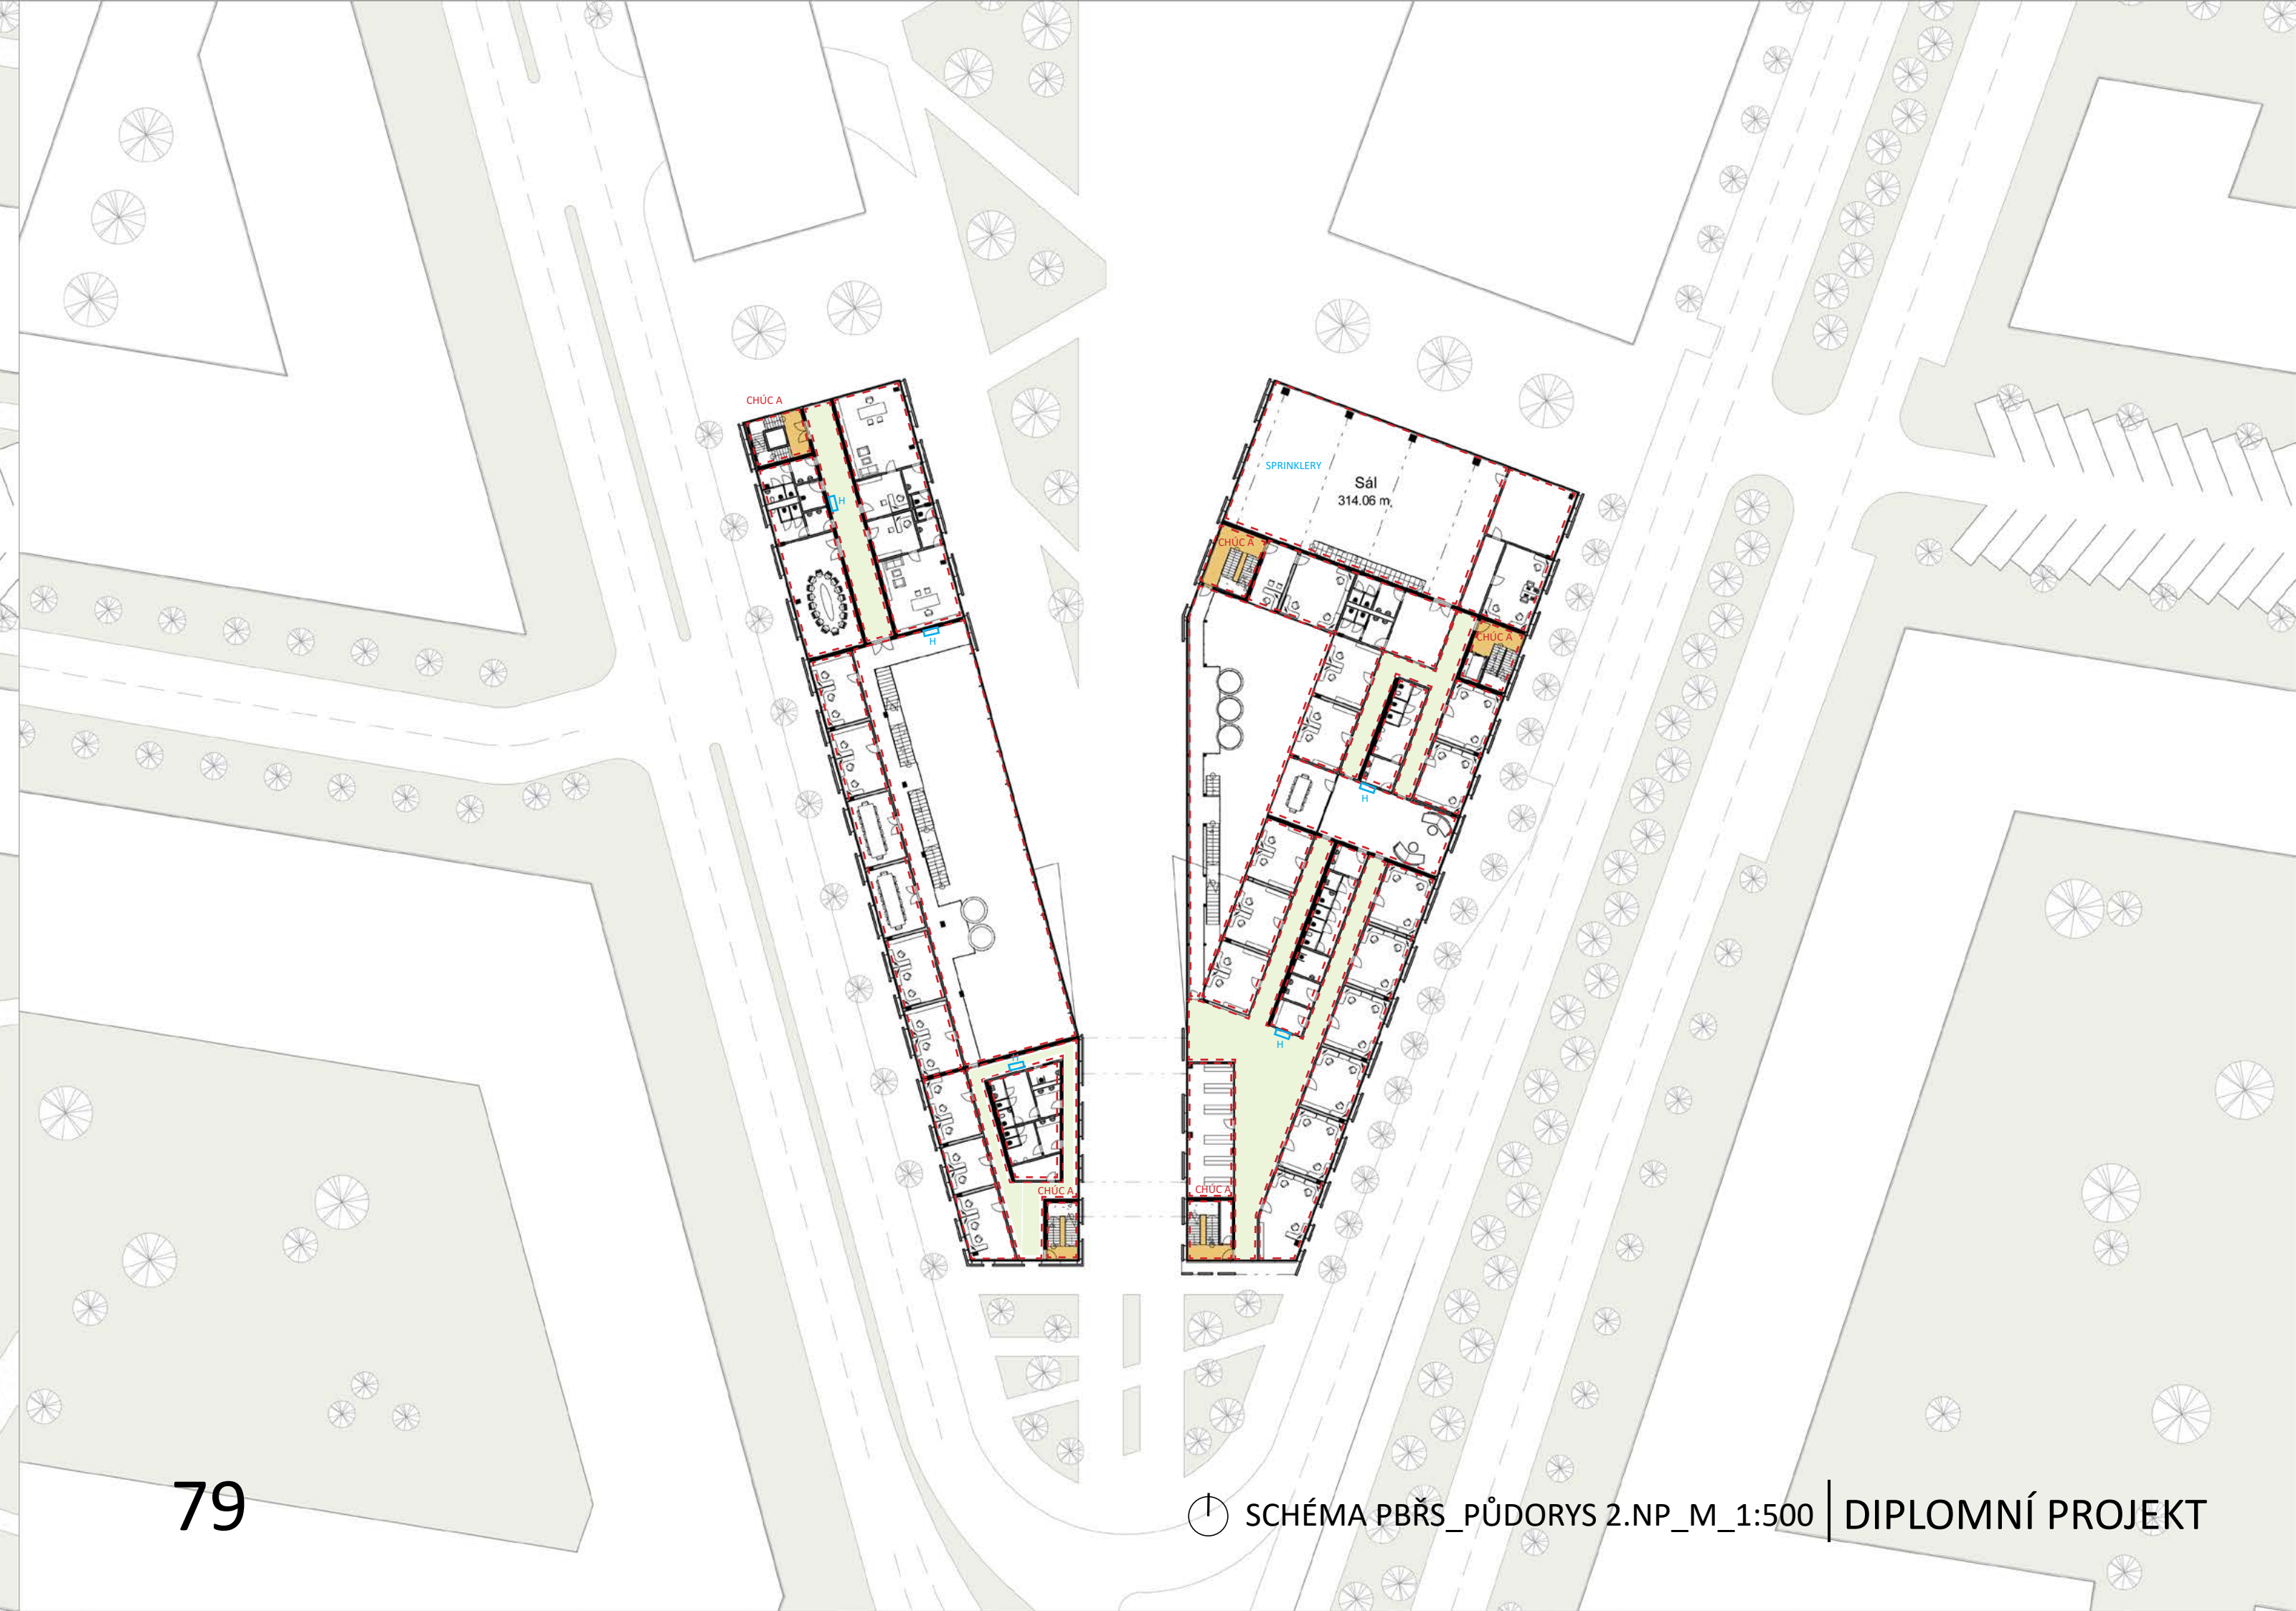 CHÚC A
SPRINKLERY
Sál
314.06 m
H
CHÚC A
H
CHÚC A
H
H
H
CHÚC A
CHÚC A
79
SCHÉMA PBŘS_PŮDORYS 2.NP_M_1:500
DIPLOMNÍ PROJEKT